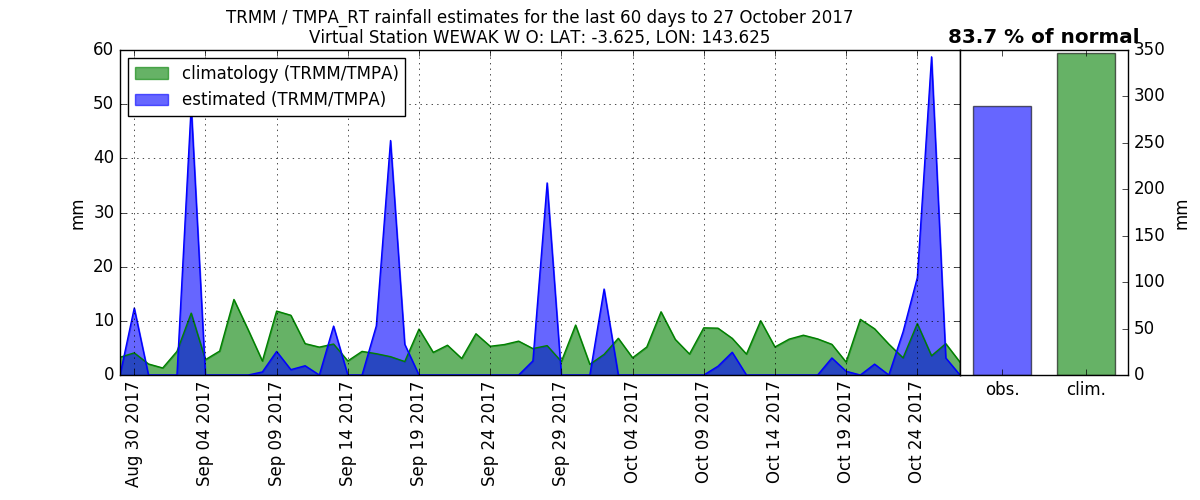 TRMM / TMPA_RT rainfall estimates for the last 60 days to 27 October 2017
Virtual Station WEWAK W O: LAT: -3.625, LON: 143.625
83.7 % of normal
climatology (TRMM/TMPA)
estimated (TRMM/TMPA)
60
50
40
30
20
10
0
mm
Aug 30 2017
Sep 04 2017
Sep 09 2017
Sep 14 2017
Sep 19 2017
Sep 24 2017
Sep 29 2017
Oct 04 2017
Oct 09 2017
Oct 14 2017
Oct 19 2017
Oct 24 2017
obs.
clim.
350
300
250
200
150
100
50
0
mm